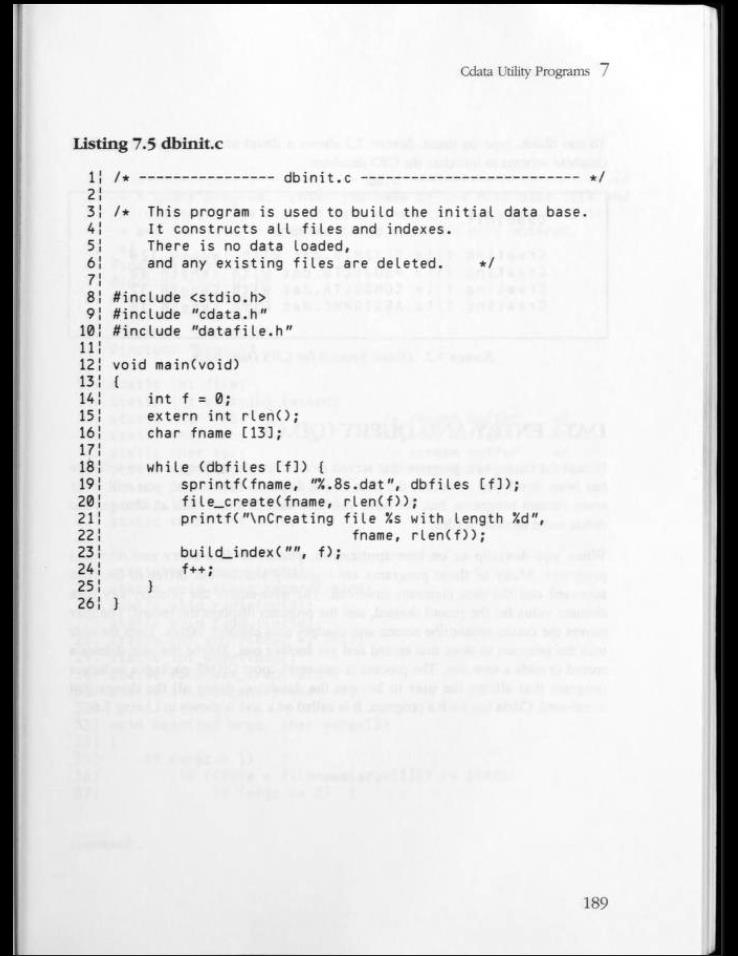 Cdata Utility Programs 7
Listing 7.5 dbinit.c
1¦ /* ---------------- dbinit.c -------------------------- */
2¦
3¦ /*  This program is used to build the initial data base.
4¦     It constructs all files and indexes.
5¦     There is no data loaded,
6¦     and any existing files are deleted.    */
7¦
8¦ #include <stdio.h>
9¦ #include "cdata.h"
10¦ #include "datafile.h"
11¦
12¦ void main(void)
13¦ {
14¦     int f = 0;
15¦     extern int rlen();
16¦     char fname [13];
17¦
18¦     while (dbfiles [f]) {
19¦         sprintf(fname, "%.8s.dat", dbfiles [f]);
20¦         file_create(fname, rlen(f));
21¦         printf("\nCreating file %s with length %d",
22¦                             fname, rlen(f));
23¦         build_index("", f);
24¦         f++;
25¦     }
26¦ }
189